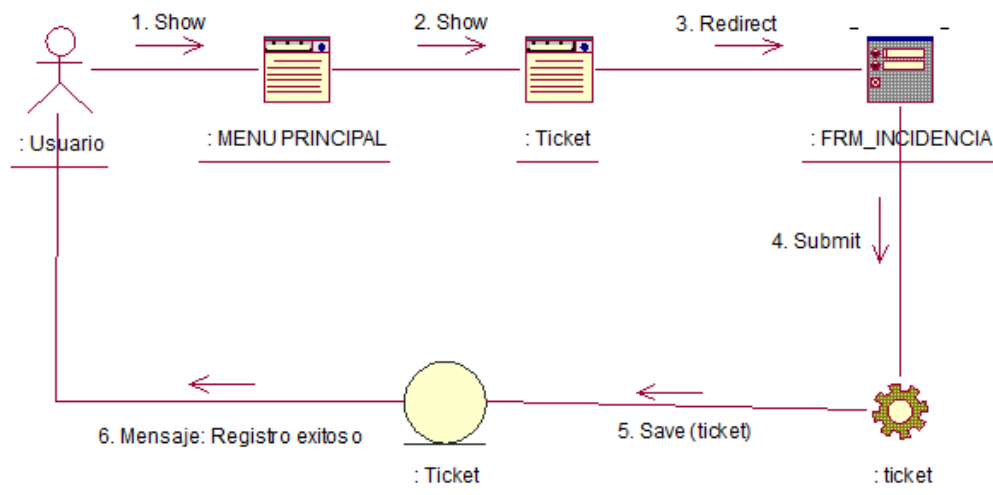 1. Show
2. Show
3. Redirect
: Usuario
: MENU PRINCIPAL
: Ticket
: FRM_INCIDENCIA
4. Submit
6. Mensaje: Registro exitoso
5. Save (ticket)
: Ticket
: ticket